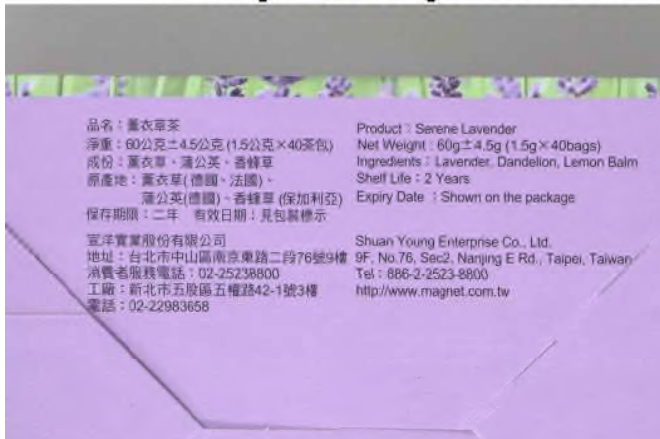 品名：薰衣草茶
淨重：60公克±4.5公克(1.5公克×40茶包)
成份：薰衣草、蒲公英、香蜂草
原產地：薰衣草(德國、法國)、
蒲公英(德國)、香蜂草(保加利亞)
保存期限：二年 有效日期：見包裝標示
宣洋實業股份有限公司
地址：台北市中山區南京東路二段76號9樓
消費者服務電話：02-25238800
工廠：新北市五股區五權路42-1號3樓
電話：02-22983658
Product：Serene Lavender
Net Weight：60g±4.5g (1.5g×40bags)
Ingredients：Lavender, Dandelion, Lemon Balm
Shelf Life：2 Years
Expiry Date：Shown on the package
Shuan Young Enterprise Co., Ltd.
9F, No.76, Sec2, Nanjing E Rd., Taipei, Taiwan
Tel：886-2-2523-8800
http://www.magnet.com.tw